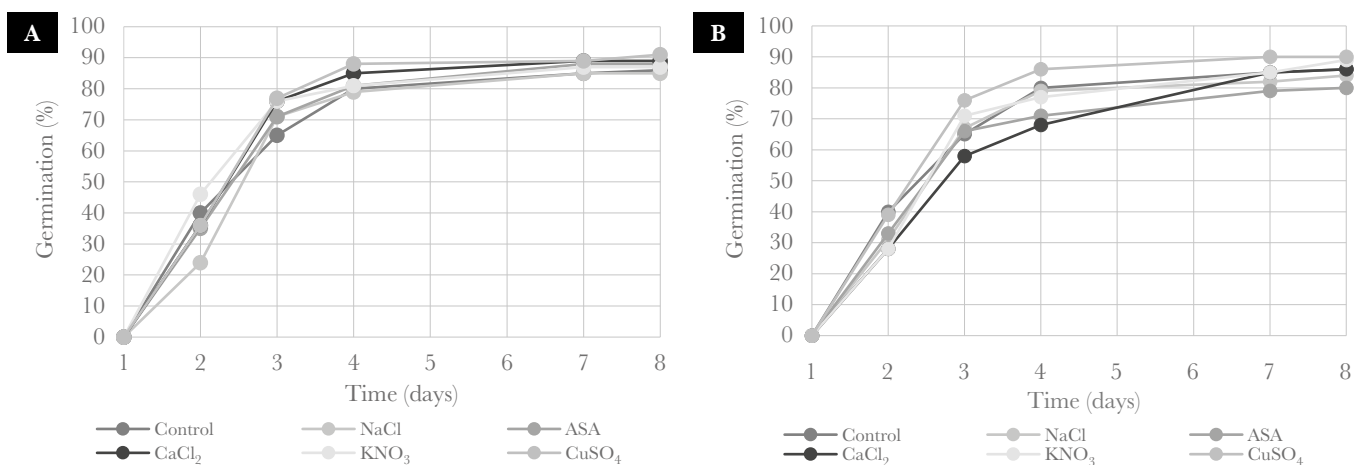 A
Germination (%)
100
90
80
70
60
50
40
30
20
10
0
1 2 3 4 5 6 7 8
Time (days)
Control NaCl ASA
CaCl₂ KNO₃ CuSO₄
B
Germination (%)
100
90
80
70
60
50
40
30
20
10
0
1 2 3 4 5 6 7 8
Time (days)
Control NaCl ASA
CaCl₂ KNO₃ CuSO₄